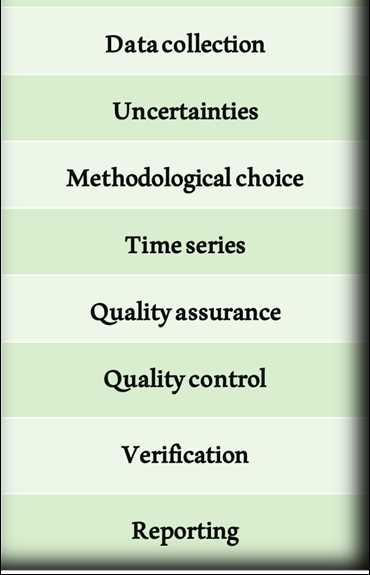 Data collection
Uncertainties
Methodological choice
Time series
Quality assurance
Quality control
Verification
Reporting